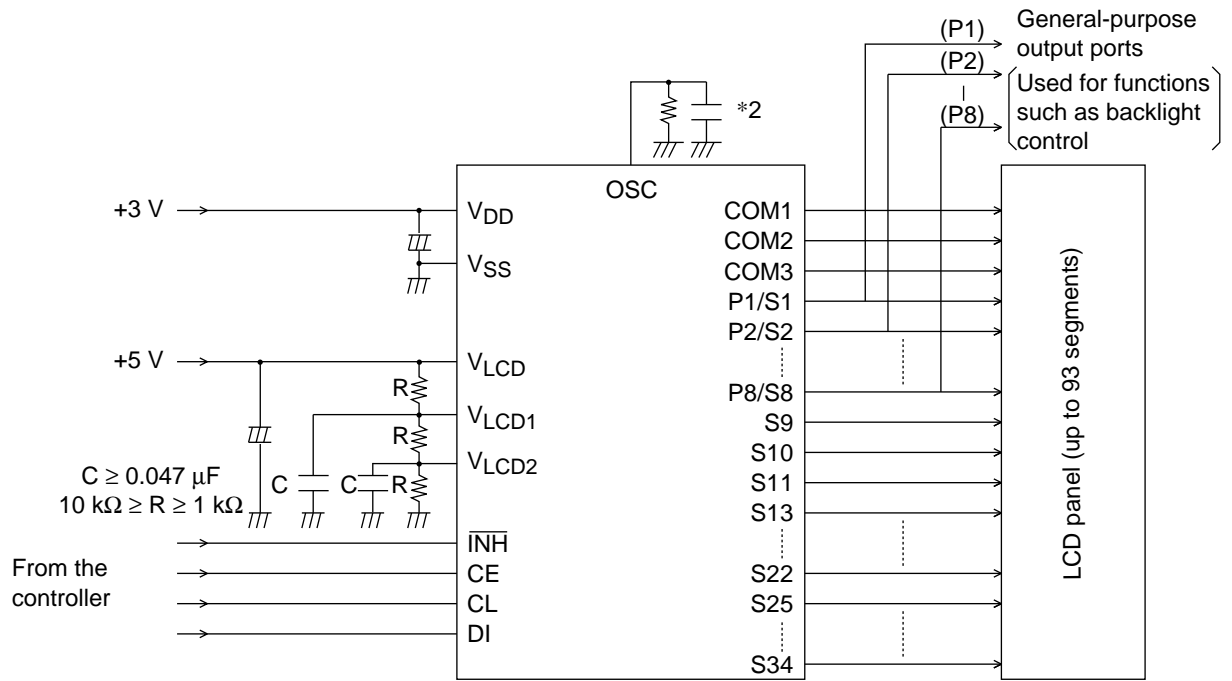 (P1)
General-purpose
output ports
(P2)
(P8)
Used for functions
such as backlight
control
*2
OSC
+3 V
VDD
VSS
+5 V
VLCD
R
VLCD1
R
VLCD2
R
C
C
C ≥ 0.047 µF
10 kΩ ≥ R ≥ 1 kΩ
From the
controller
INH
CE
CL
DI
COM1
COM2
COM3
P1/S1
P2/S2
P8/S8
S9
S10
S11
S13
S22
S25
S34
LCD panel (up to 93 segments)